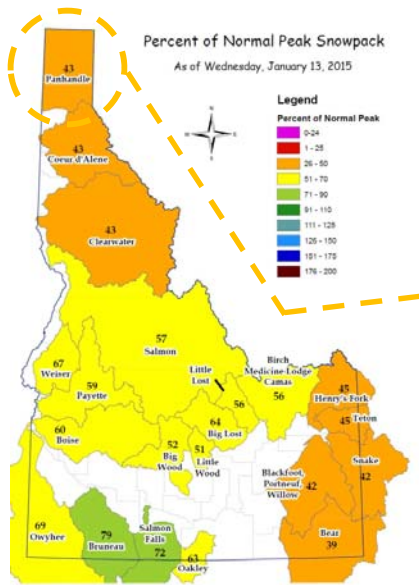 Percent of Normal Peak Snowpack
As of Wednesday, January 13, 2015
43
Panhandle
N
W
E
S
Legend
Percent of Normal Peak
0-24
1 - 25
26 - 50
51 - 70
71 - 90
91 - 110
111 - 125
126 - 150
151 - 175
176 - 200
43
Coeur d'Alene
43
Clearwater
57
Salmon
67
Weiser
59
Payette
Little
Lost
56
Birch
Medicine-Lodge
Camas
56
45
Henry's Fork
45
Teton
60
Boise
64
Big Lost
52
Big
Wood
51
Little
Wood
Snake
42
Blackfoot,
Portneuf,
Willow
42
Bear
39
69
Owyhee
79
Bruneau
Salmon
Falls
72
63
Oakley